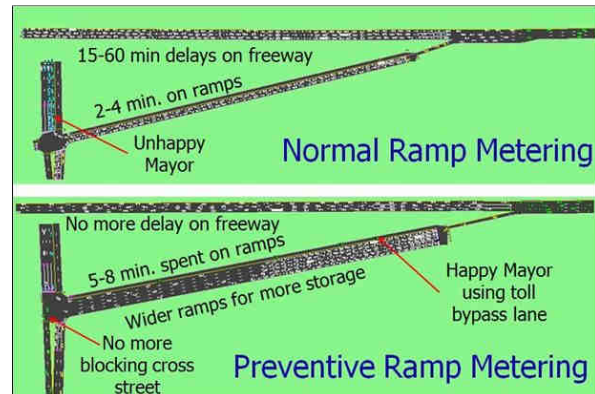 15-60 min delays on freeway
2-4 min. on ramps
Unhappy
Mayor
Normal Ramp Metering
No more delay on freeway
5-8 min. spent on ramps
Wider ramps for more storage
Happy Mayor
using toll
bypass lane
No more
blocking cross
street
Preventive Ramp Metering